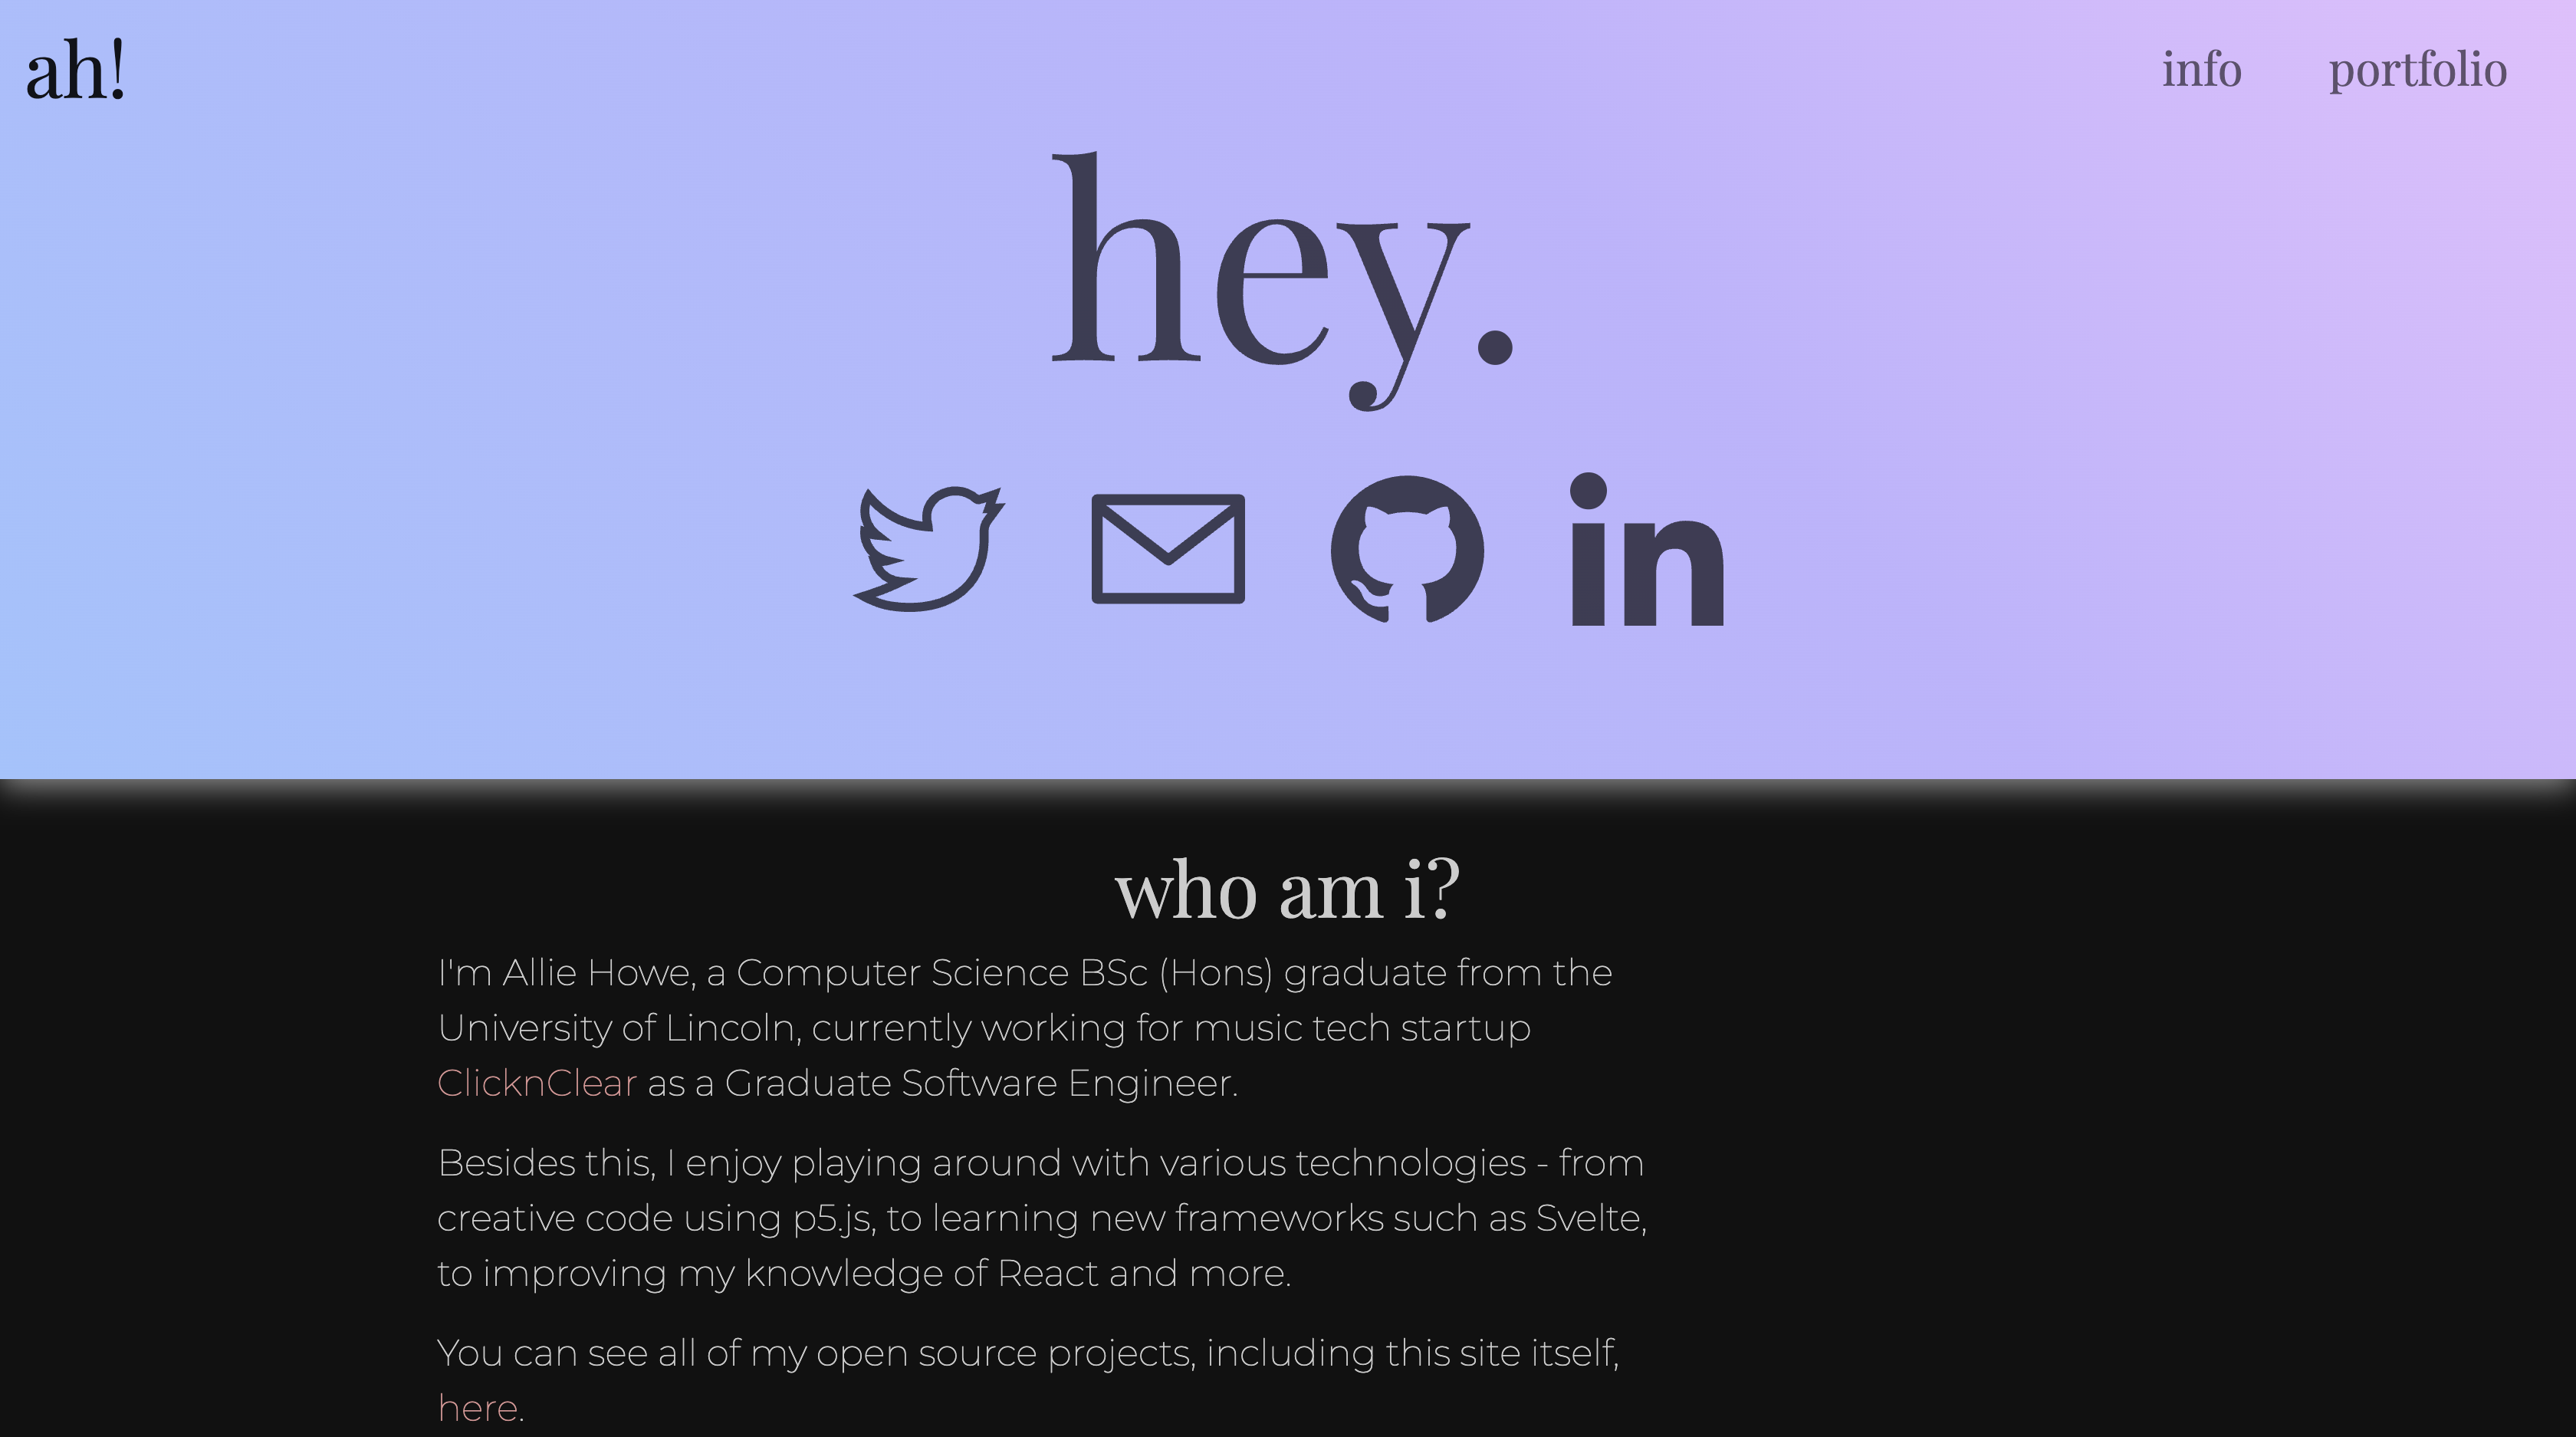 ah!
info
portfolio
hey.
in
who am i?
I'm Allie Howe, a Computer Science BSc (Hons) graduate from the
University of Lincoln, currently working for music tech startup
ClicknClear as a Graduate Software Engineer.
Besides this, I enjoy playing around with various technologies - from
creative code using p5.js, to learning new frameworks such as Svelte,
to improving my knowledge of React and more.
You can see all of my open source projects, including this site itself,
here.